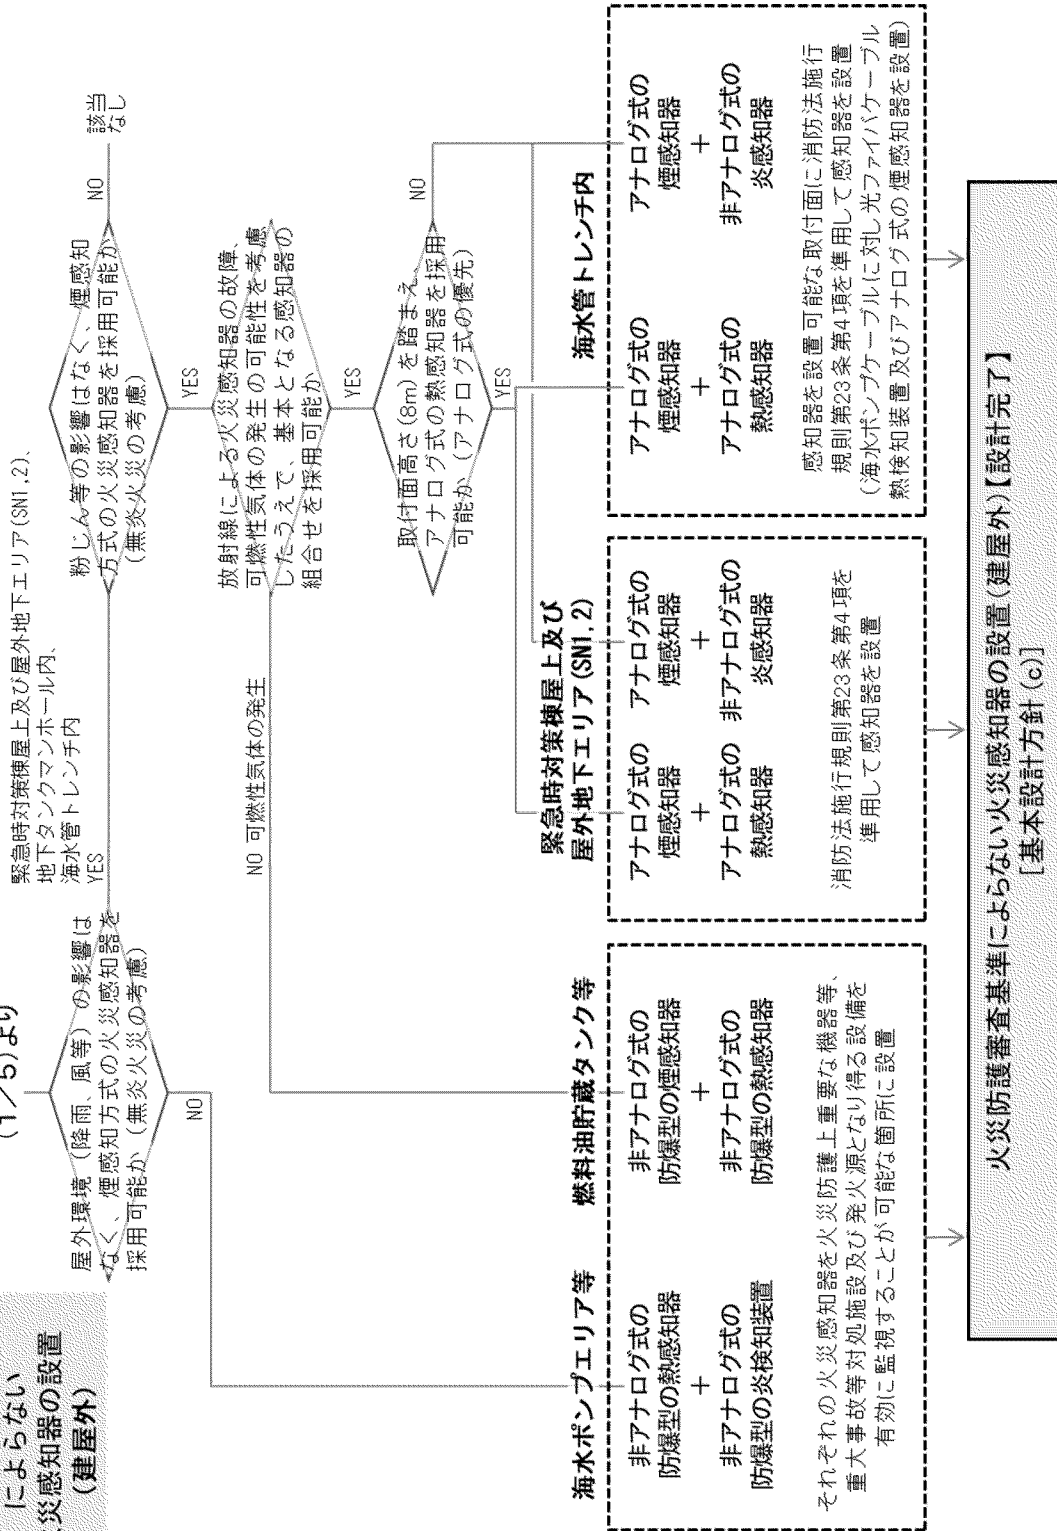 によらない
災感知器の設置
(建屋外)
(1/5)より
屋外環境(降雨、風等)の影響は
なく、煙感知方式の火災感知器を
採用可能か(無炎火災の考慮)
NO
YES
緊急時対策棟屋上及び屋外地下エリア(SN1,2)、
地下タンクマンホール内、
海水管トレンチ内
粉じん等の影響はなく、煙感知
方式の火災感知器を採用可能か
(無炎火災の考慮)
NO
該当
なし
YES
放射線による火災感知器の故障、
可燃性気体の発生の可能性を考慮
したうえで、基本となる感知器の
組合せを採用可能か
NO 可燃性気体の発生
YES
取付面高さ(8m)を踏まえ、
アナログ式の熱感知器を採用
可能か(アナログ式の優先)
NO
YES
海水ポンプエリア等
非アナログ式の
防爆型の熱感知器
+
非アナログ式の
防爆型の炎検知装置
燃料油貯蔵タンク等
非アナログ式の
防爆型の煙感知器
+
非アナログ式の
防爆型の熱感知器
それぞれの火災感知器を火災防護上重要な機器等、
重大事故等対処施設及び発火源となり得る設備を
有効に監視することが可能な箇所に設置
緊急時対策棟屋上及び
屋外地下エリア(SN1,2)
アナログ式の
煙感知器
+
アナログ式の
熱感知器
アナログ式の
煙感知器
+
非アナログ式の
炎感知器
消防法施行規則第23条第4項を
準用して感知器を設置
海水管トレンチ内
アナログ式の
煙感知器
+
アナログ式の
熱感知器
アナログ式の
煙感知器
+
非アナログ式の
炎感知器
感知器を設置可能な取付面に消防法施行
規則第23条第4項を準用して感知器を設置
(海水ポンプケーブルに対し光ファイバケーブル
熱検知装置及びアナログ式の煙感知器を設置)
火災防護審査基準によらない火災感知器の設置(建屋外)【設計完了】
[基本設計方針(c)]